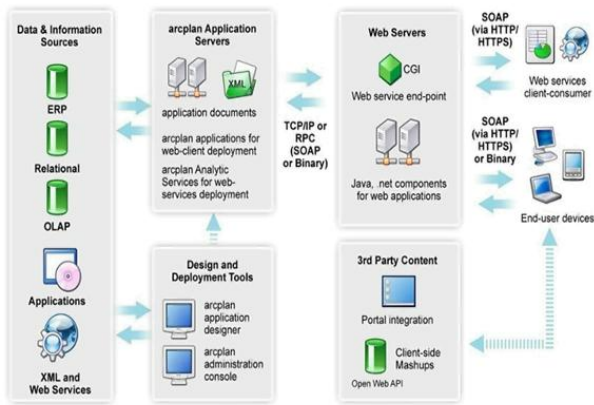 Data & Information
Sources
ERP
Relational
OLAP
Applications
XML and
Web Services
arcplan Application
Servers
XML
application documents
arcplan applications for
web-client deployment
arcplan Analytic
Services for web-
services deployment
Design and
Deployment Tools
arcplan
application
designer
arcplan
administration
console
TCP/IP or
RPC
(SOAP
or Binary)
Web Servers
CGI
Web service end-point
Java, .net components
for web applications
3rd Party Content
Portal integration
Client-side
Mashups
Open Web API
SOAP
(via HTTP/
HTTPS)
Web services
client-consumer
SOAP
(via HTTP/
HTTPS)
or Binary
End-user devices